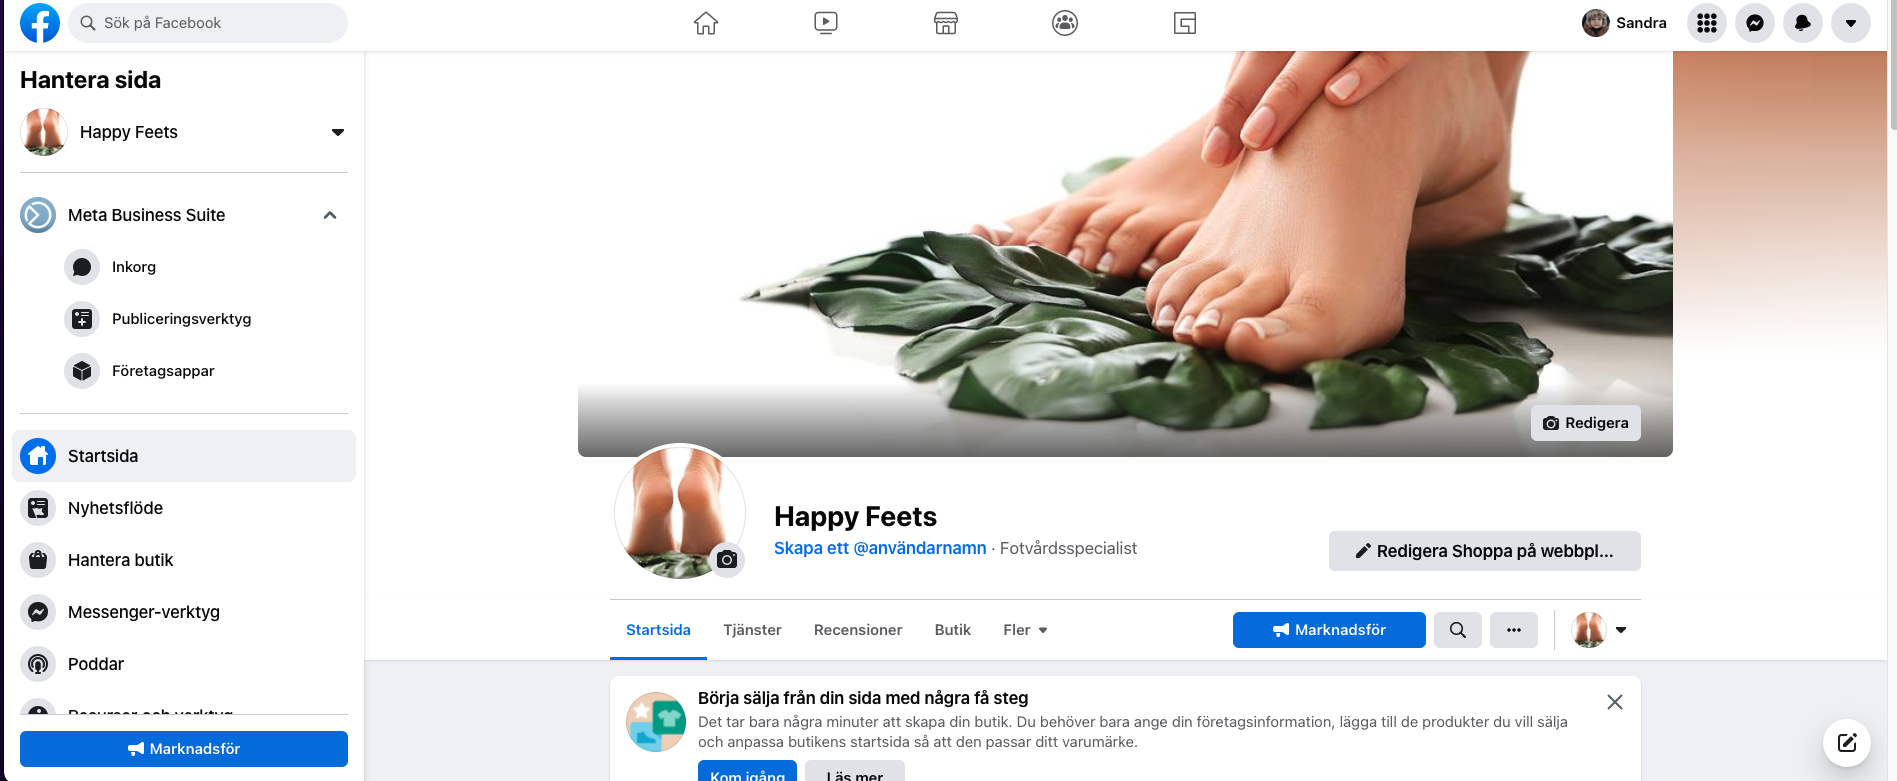 Sök på Facebook
Sandra
Hantera sida
Happy Feets
Meta Business Suite
Inkorg
Publiceringsverktyg
Företagsappar
Startsida
Nyhetsflöde
Hantera butik
Messenger-verktyg
Poddar
Resurser och verktyg
Marknadsför
Redigera
Happy Feets
Skapa ett @användarnamn · Fotvårdsspecialist
Redigera Shoppa på webbpl...
Startsida Tjänster Recensioner Butik Fler
Marknadsför
Börja sälja från din sida med några få steg
Det tar bara några minuter att skapa din butik. Du behöver bara ange din företagsinformation, lägga till de produkter du vill sälja
och anpassa butikens startsida så att den passar ditt varumärke.
Kom igång Läs mer